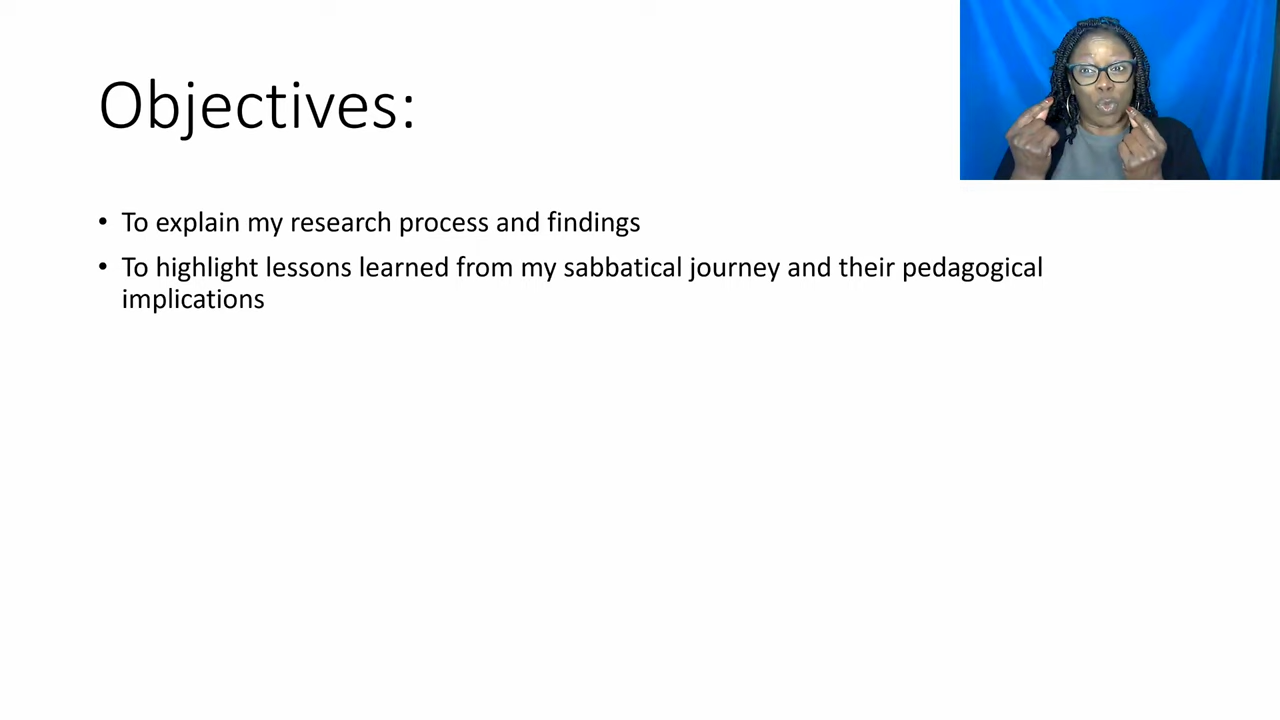 Objectives:
• To explain my research process and findings
• To highlight lessons learned from my sabbatical journey and their pedagogical
implications